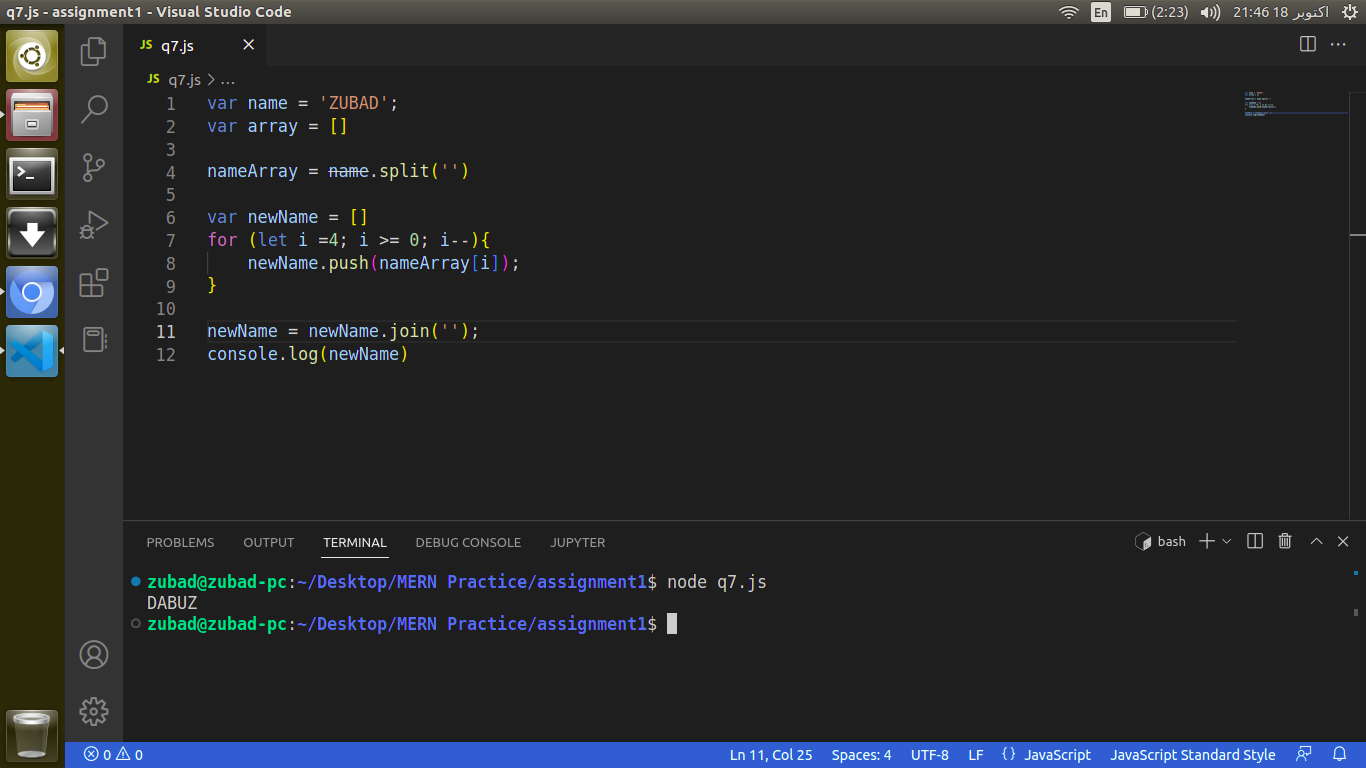 q7.js - assignment1 - Visual Studio Code
En (2:23) 21:46 18 اکتوبر
JS q7.js
JS q7.js > ...
1 var name = 'ZUBAD';
2 var array = []
3
4 nameArray = name.split('')
5
6 var newName = []
7 for (let i =4; i >= 0; i--){
8     newName.push(nameArray[i]);
9 }
10
11 newName = newName.join('');
12 console.log(newName)
PROBLEMS OUTPUT TERMINAL DEBUG CONSOLE JUPYTER bash
zubad@zubad-pc:~/Desktop/MERN Practice/assignment1$ node q7.js
DABUZ
zubad@zubad-pc:~/Desktop/MERN Practice/assignment1$
0 0 Ln 11, Col 25 Spaces: 4 UTF-8 LF {} JavaScript JavaScript Standard Style